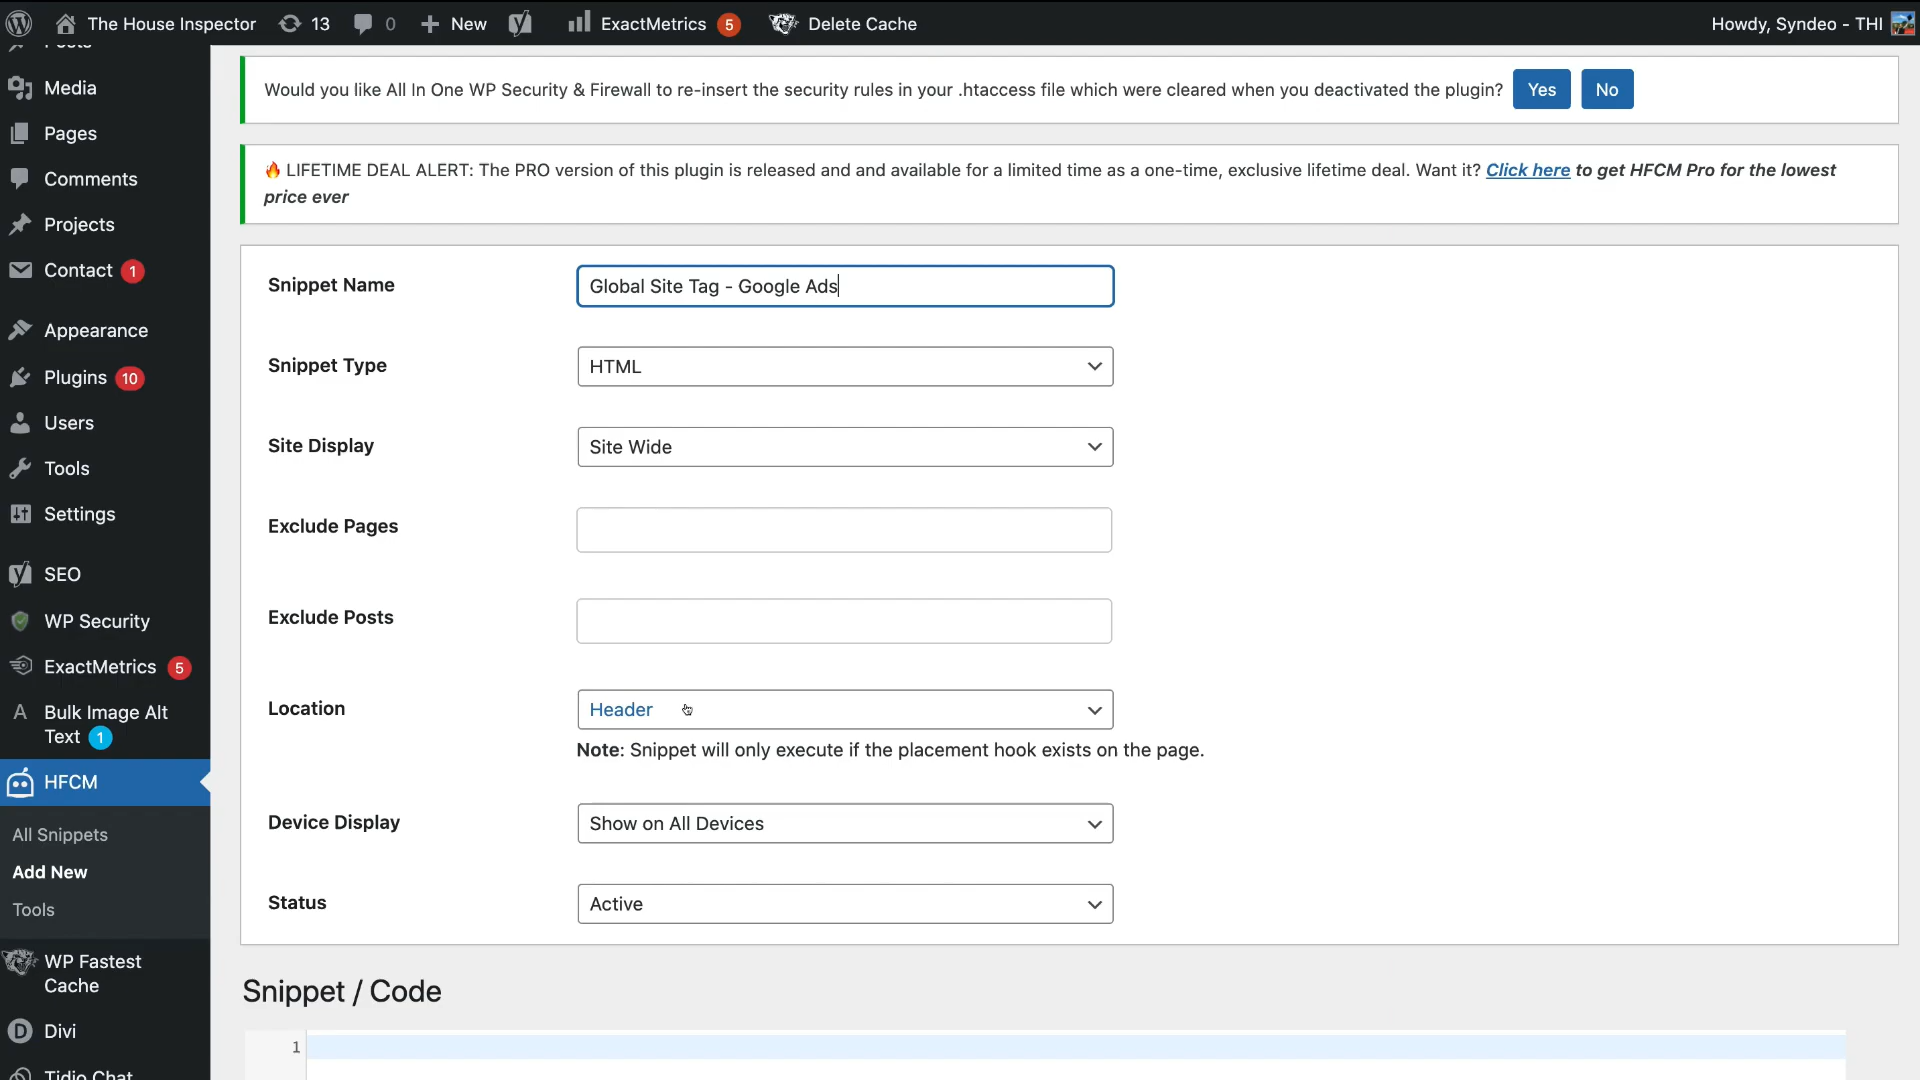 The House Inspector
13
0
New
ExactMetrics 5
Delete Cache
Howdy, Syndeo - THI
Posts
Media
Pages
Comments
Projects
Contact 1
Appearance
Plugins 10
Users
Tools
Settings
SEO
WP Security
ExactMetrics 5
Bulk Image Alt
Text 1
HFCM
All Snippets
Add New
Tools
WP Fastest
Cache
Divi
Tidio Chat
Would you like All In One WP Security & Firewall to re-insert the security rules in your .htaccess file which were cleared when you deactivated the plugin? Yes No
🔥 LIFETIME DEAL ALERT: The PRO version of this plugin is released and and available for a limited time as a one-time, exclusive lifetime deal. Want it? Click here to get HFCM Pro for the lowest
price ever
Snippet Name
Global Site Tag - Google Ads
Snippet Type
HTML
Site Display
Site Wide
Exclude Pages
Exclude Posts
Location
Header
Note: Snippet will only execute if the placement hook exists on the page.
Device Display
Show on All Devices
Status
Active
Snippet / Code
1